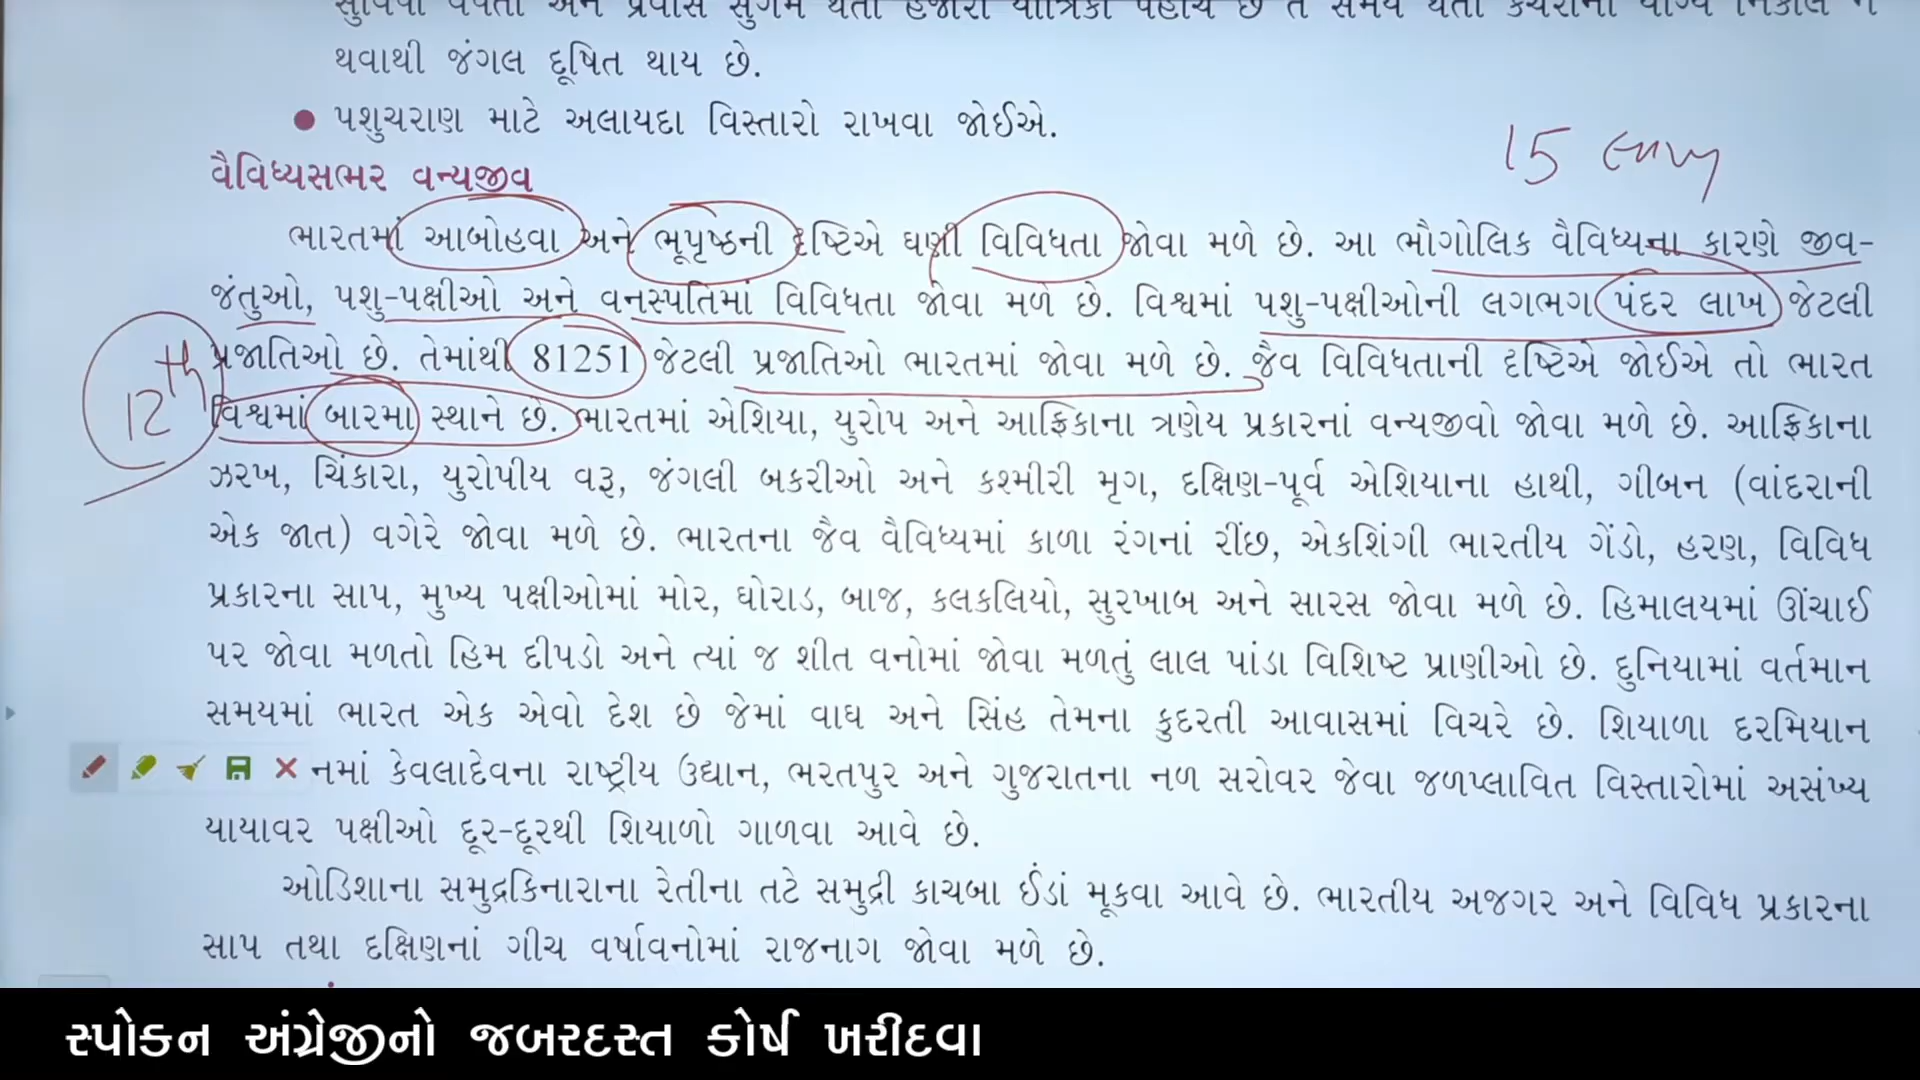 થવાથી જંગલ દૂષિત થાય છે.
● પશુચરાણ માટે અલાયદા વિસ્તારો રાખવા જોઈએ.
15
વૈવિધ્યસભર વન્યજીવ
ભારતમાં આબોહવા અને ભૂપૃષ્ઠની દૃષ્ટિએ ઘણી વિવિધતા જોવા મળે છે. આ ભૌગોલિક વૈવિધ્યના કારણે જીવ-
જંતુઓ, પશુ-પક્ષીઓ અને વનસ્પતિમાં વિવિધતા જોવા મળે છે. વિશ્વમાં પશુ-પક્ષીઓની લગભગ પંદર લાખ જેટલી
પ્રજાતિઓ છે. તેમાંથી 81251 જેટલી પ્રજાતિઓ ભારતમાં જોવા મળે છે. જૈવ વિવિધતાની દૃષ્ટિએ જોઈએ તો ભારત
12th
વિશ્વમાં બારમા સ્થાને છે. ભારતમાં એશિયા, યુરોપ અને આફ્રિકાના ત્રણેય પ્રકારનાં વન્યજીવો જોવા મળે છે. આફ્રિકાના
ઝરખ, ચિંકારા, યુરોપીય વરૂ, જંગલી બકરીઓ અને કશ્મીરી મૃગ, દક્ષિણ-પૂર્વ એશિયાના હાથી, ગીબન (વાંદરાની
એક જાત) વગેરે જોવા મળે છે. ભારતના જૈવ વૈવિધ્યમાં કાળા રંગનાં રીંછ, એકશિંગી ભારતીય ગેંડો, હરણ, વિવિધ
પ્રકારના સાપ, મુખ્ય પક્ષીઓમાં મોર, ઘોરાડ, બાજ, કલકલિયો, સુરખાબ અને સારસ જોવા મળે છે. હિમાલયમાં ઊંચાઈ
પર જોવા મળતો હિમ દીપડો અને ત્યાં જ શીત વનોમાં જોવા મળતું લાલ પાંડા વિશિષ્ટ પ્રાણીઓ છે. દુનિયામાં વર્તમાન
સમયમાં ભારત એક એવો દેશ છે જેમાં વાઘ અને સિંહ તેમના કુદરતી આવાસમાં વિચરે છે. શિયાળા દરમિયાન
નમાં કેવલાદેવના રાષ્ટ્રીય ઉદ્યાન, ભરતપુર અને ગુજરાતના નળ સરોવર જેવા જળપ્લાવિત વિસ્તારોમાં અસંખ્ય
યાયાવર પક્ષીઓ દૂર-દૂરથી શિયાળો ગાળવા આવે છે.
ઓડિશાના સમુદ્રકિનારાના રેતીના તટે સમુદ્રી કાચબા ઈંડાં મૂકવા આવે છે. ભારતીય અજગર અને વિવિધ પ્રકારના
સાપ તથા દક્ષિણનાં ગીચ વર્ષાવનોમાં રાજનાગ જોવા મળે છે.
સ્પોકન અંગ્રેજીનો જબરદસ્ત કોર્ષ ખરીદવા